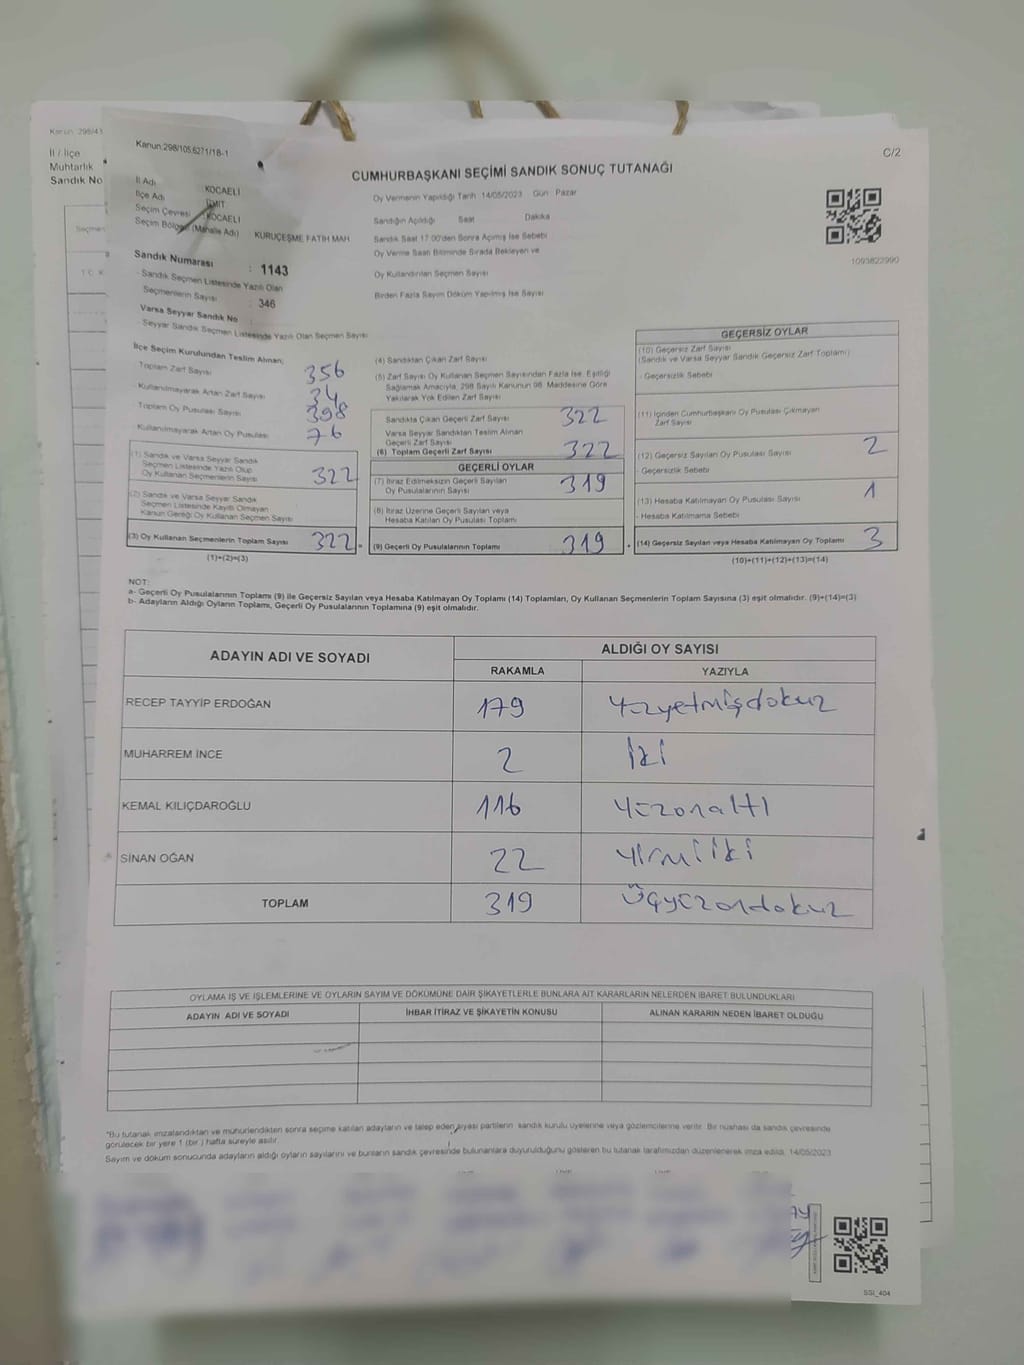 Kanun: 298/43
İl / İlçe
Muhtarlık
Sandık No
Kanun:298/105,6271/18-1
C/2
CUMHURBAŞKANI SEÇİMİ SANDIK SONUÇ TUTANAĞI
İl Adı KOCAELİ
İlçe Adı İZMİT
Seçim Çevresi KOCAELİ
Seçim Bölgesi (Mahalle Adı) KURUÇEŞME FATİH MAH
Sandık Numarası : 1143
- Sandık Seçmen Listesinde Yazılı Olan
Seçmenlerin Sayısı : 346
Varsa Seyyar Sandık No
- Seyyar Sandık Seçmen Listesinde Yazılı Olan Seçmen Sayısı
Oy Vermenin Yapıldığı Tarih 14/05/2023 Gün Pazar
Sandığın Açıldığı Saat Dakika
Sandık Saat 17.00'den Sonra Açılmış İse Sebebi
Oy Verme Saati Bitiminde Sırada Bekleyen ve
Oy Kullandırılan Seçmen Sayısı
Birden Fazla Sayım Döküm Yapılmış İse Sayısı
1093823990
İlçe Seçim Kurulundan Teslim Alınan;
Toplam Zarf Sayısı 356
- Kullanılmayarak Artan Zarf Sayısı 34
- Toplam Oy Pusulası Sayısı 398
- Kullanılmayarak Artan Oy Pusulası 76
(1) Sandık ve Varsa Seyyar Sandık
Seçmen Listesinde Yazılı Olup
Oy Kullanan Seçmenlerin Sayısı 322
(2) Sandık ve Varsa Seyyar Sandık
Seçmen Listesinde Kayıtlı Olmayan
Kanun Gereği Oy Kullanan Seçmen Sayısı
(3) Oy Kullanan Seçmenlerin Toplam Sayısı 322
(1)+(2)=(3)
(4) Sandıktan Çıkan Zarf Sayısı
(5) Zarf Sayısı Oy Kullanan Seçmen Sayısından Fazla İse, Eşitliği
Sağlamak Amacıyla, 298 Sayılı Kanunun 98. Maddesine Göre
Yakılarak Yok Edilen Zarf Sayısı
Sandıkta Çıkan Geçerli Zarf Sayısı 322
Varsa Seyyar Sandıktan Teslim Alınan
Geçerli Zarf Sayısı
(6) Toplam Geçerli Zarf Sayısı 322
GEÇERLİ OYLAR
(7) İtiraz Edilmeksizin Geçerli Sayılan
Oy Pusulalarının Sayısı 319
(8) İtiraz Üzerine Geçerli Sayılan veya
Hesaba Katılan Oy Pusulası Toplamı
(9) Geçerli Oy Pusulalarının Toplamı 319
GEÇERSİZ OYLAR
(10) Geçersiz Zarf Sayısı
(Sandık ve Varsa Seyyar Sandık Geçersiz Zarf Toplamı)
- Geçersizlik Sebebi
(11) İçinden Cumhurbaşkanı Oy Pusulası Çıkmayan
Zarf Sayısı
(12) Geçersiz Sayılan Oy Pusulası Sayısı 2
- Geçersizlik Sebebi
(13) Hesaba Katılmayan Oy Pusulası Sayısı 1
- Hesaba Katılmama Sebebi
(14) Geçersiz Sayılan veya Hesaba Katılmayan Oy Toplamı 3
(10)+(11)+(12)+(13)=(14)
NOT:
a- Geçerli Oy Pusulalarının Toplamı (9) ile Geçersiz Sayılan veya Hesaba Katılmayan Oy Toplamı (14) Toplamları, Oy Kullanan Seçmenlerin Toplam Sayısına (3) eşit olmalıdır. (9)+(14)=(3)
b- Adayların Aldığı Oyların Toplamı, Geçerli Oy Pusulalarının Toplamına (9) eşit olmalıdır.
ADAYIN ADI VE SOYADI
ALDIĞI OY SAYISI
RAKAMLA YAZIYLA
RECEP TAYYİP ERDOĞAN 179 Yüzyetmişdokuz
MUHARREM İNCE 2 İki
KEMAL KILIÇDAROĞLU 116 Yüzonaltı
SİNAN OĞAN 22 Yirmiiki
TOPLAM 319 Üçyüzondokuz
OYLAMA İŞ VE İŞLEMLERİNE VE OYLARIN SAYIM VE DÖKÜMÜNE DAİR ŞİKAYETLERLE BUNLARA AİT KARARLARIN NELERDEN İBARET BULUNDUKLARI
ADAYIN ADI VE SOYADI İHBAR İTİRAZ VE ŞİKAYETİN KONUSU ALINAN KARARIN NEDEN İBARET OLDUĞU
"Bu tutanak imzalandıktan ve mühürlendikten sonra seçime katılan adayların ve talep eden siyasi partilerin sandık kurulu üyelerine veya gözlemcilerine verilir. Bir nüshası da sandık çevresinde
görülecek bir yere 1 (bir ) hafta süreyle asılır.
Sayım ve döküm sonucunda adayların aldığı oyların sayılarını ve bunların sandık çevresinde bulunanlara duyurulduğunu gösteren bu tutanak tarafımızdan düzenlenerek imza edildi. 14/05/2023
SSI_404